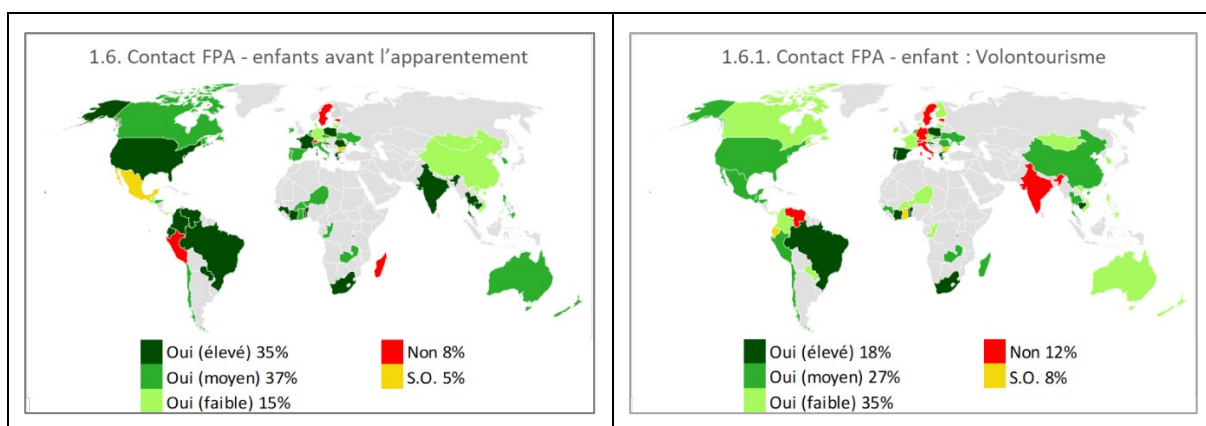 1.6. Contact FPA - enfants avant l’apparentement
Oui (élevé) 35%
Oui (moyen) 37%
Oui (faible) 15%
Non 8%
S.O. 5%
1.6.1. Contact FPA - enfant : Volontourisme
Oui (élevé) 18%
Oui (moyen) 27%
Oui (faible) 35%
Non 12%
S.O. 8%